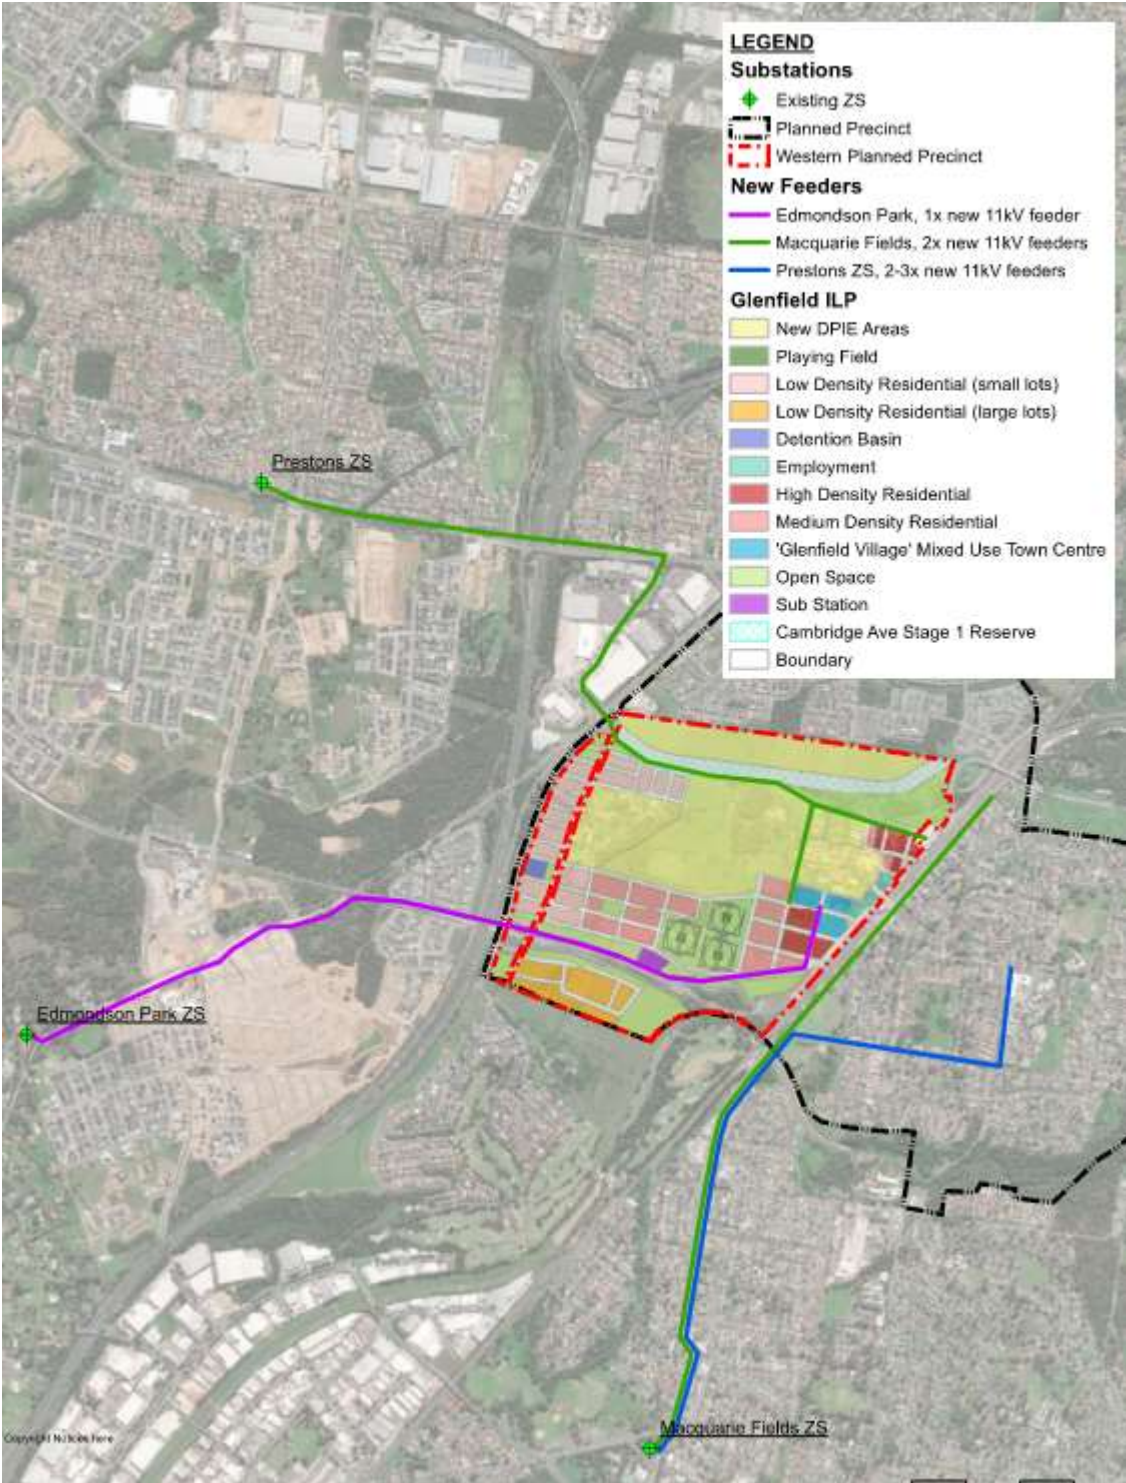 LEGEND
Substations
Existing ZS
Planned Precinct
Western Planned Precinct
New Feeders
Edmondson Park, 1x new 11kV feeder
Macquarie Fields, 2x new 11kV feeders
Prestons ZS, 2-3x new 11kV feeders
Glenfield ILP
New DPIE Areas
Playing Field
Low Density Residential (small lots)
Low Density Residential (large lots)
Detention Basin
Employment
High Density Residential
Medium Density Residential
'Glenfield Village' Mixed Use Town Centre
Open Space
Sub Station
Cambridge Ave Stage 1 Reserve
Boundary
Prestons ZS
Edmondson Park ZS
Macquarie Fields ZS
Copyright Notices here